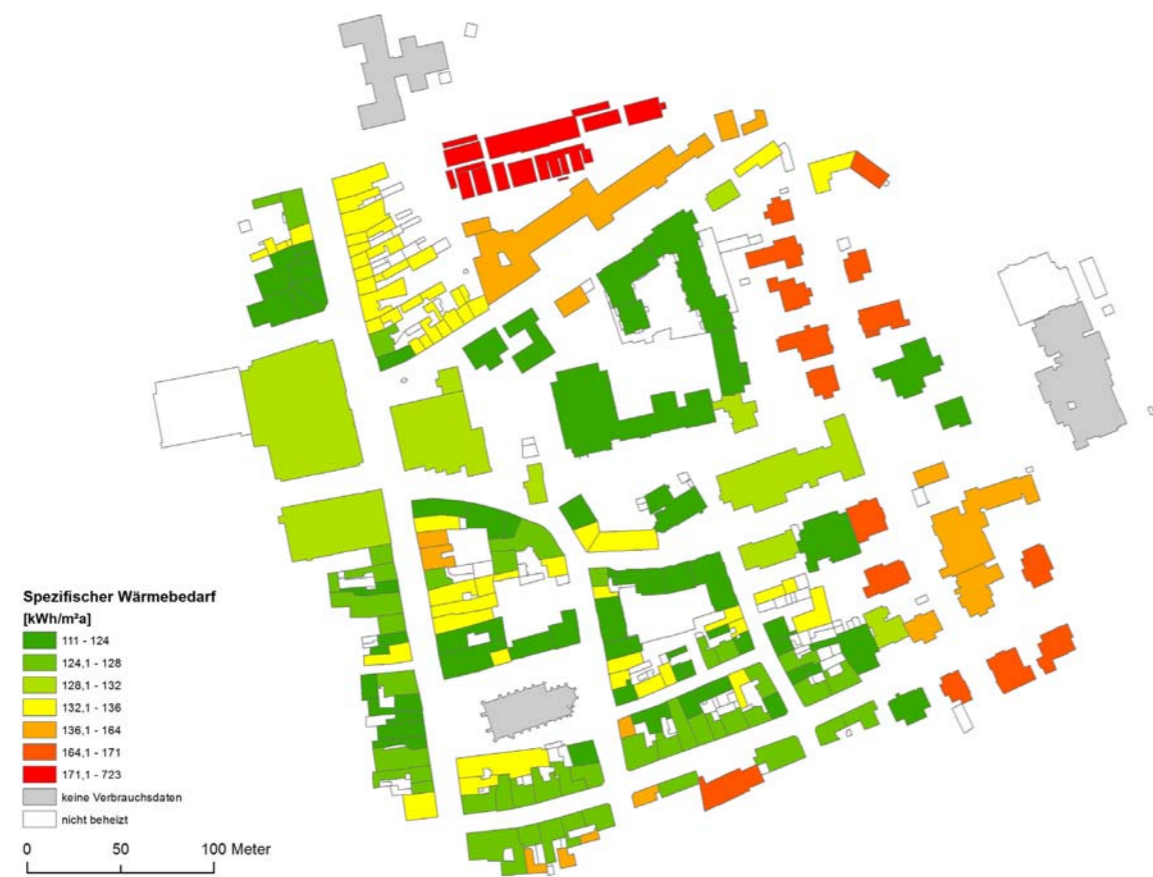 Spezifischer Wärmebedarf
[kWh/m²a]
111 - 124
124,1 - 128
128,1 - 132
132,1 - 136
136,1 - 164
164,1 - 171
171,1 - 723
keine Verbrauchsdaten
nicht beheizt
0 50 100 Meter